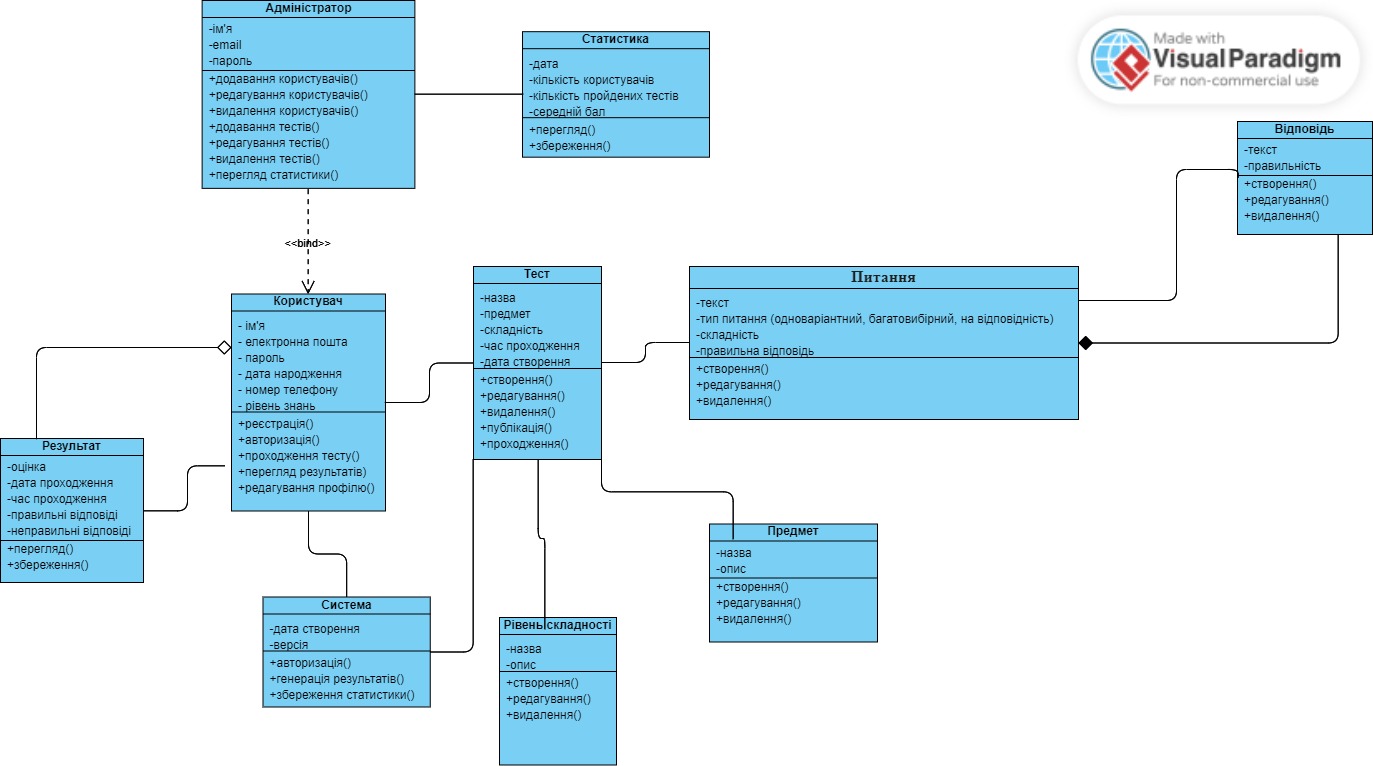 Адміністратор
-ім'я
-email
-пароль
+додавання користувачів()
+редагування користувачів()
+видалення користувачів()
+додавання тестів()
+редагування тестів()
+видалення тестів()
+перегляд статистики()
Статистика
-дата
-кількість користувачів
-кількість пройдених тестів
-середній бал
+перегляд()
+збереження()
Made with
Visual Paradigm
For non-commercial use
Відповідь
-текст
-правильність
+створення()
+редагування()
+видалення()
<<bind>>
Користувач
- ім'я
- електронна пошта
- пароль
- дата народження
- номер телефону
- рівень знань
+реєстрація()
+авторизація()
+проходження тесту()
+перегляд результатів)
+редагування профілю()
Тест
-назва
-предмет
-складність
-час проходження
-дата створення
+створення()
+редагування()
+видалення()
+публікація()
+проходження()
Питання
-текст
-тип питання (одноваріантний, багатовибірний, на відповідність)
-складність
-правильна відповідь
+створення()
+редагування()
+видалення()
Результат
-оцінка
-дата проходження
-час проходження
-правильні відповіді
-неправильні відповіді
+перегляд()
+збереження()
Система
-дата створення
-версія
+авторизація()
+генерація результатів()
+збереження статистики()
Рівень складності
-назва
-опис
+створення()
+редагування()
+видалення()
Предмет
-назва
-опис
+створення()
+редагування()
+видалення()